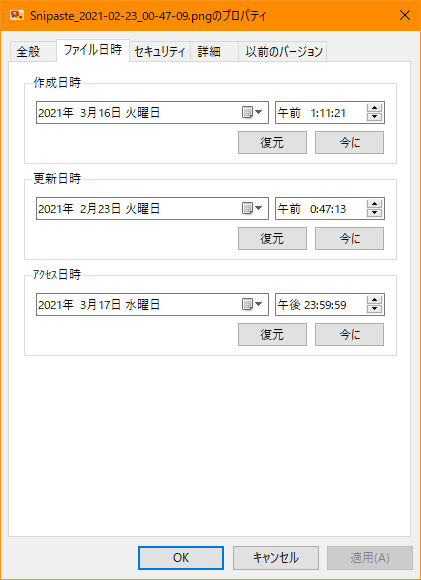 Snipaste_2021-02-23_00-47-09.pngのプロパティ
全般 ファイル日時 セキュリティ 詳細 以前のバージョン
作成日時
2021年 3月16日 火曜日 午前 1:11:21
復元 今に
更新日時
2021年 2月23日 火曜日 午前 0:47:13
復元 今に
ｱｸｾｽ日時
2021年 3月17日 水曜日 午後 23:59:59
復元 今に
OK キャンセル 適用(A)